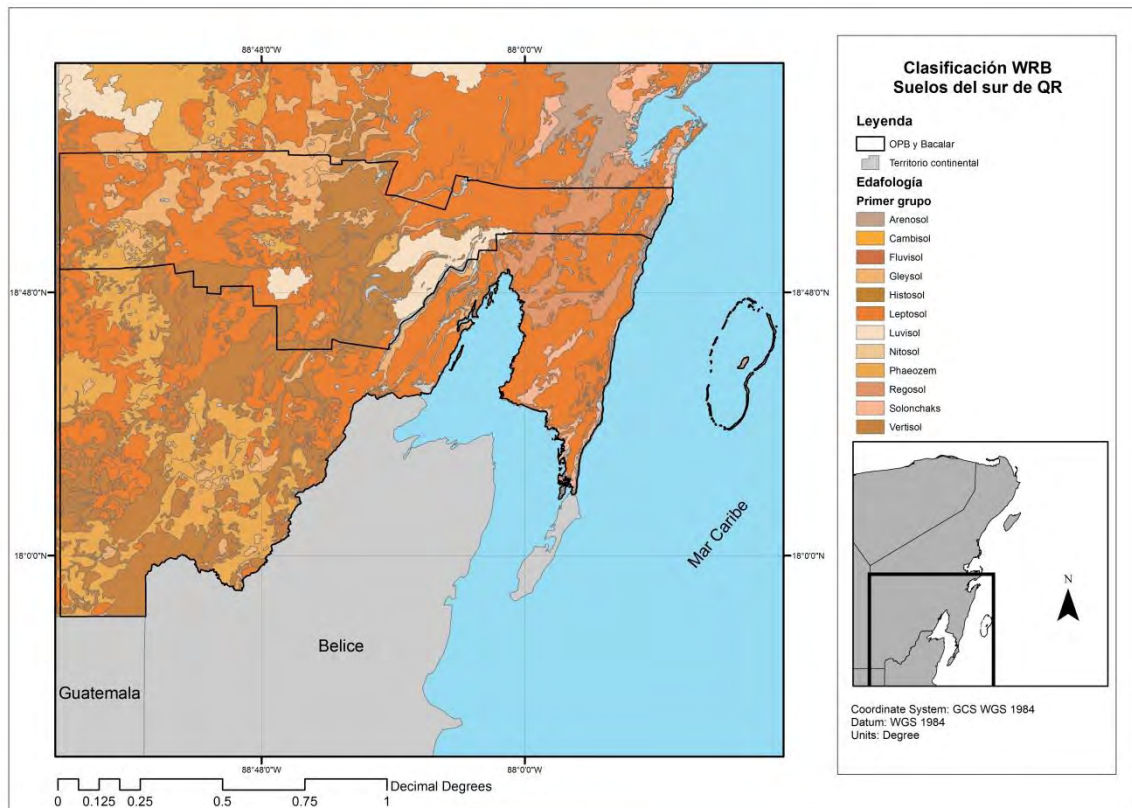 88°48'0"W
88°0'0"W
18°48'0"N
18°48'0"N
18°0'0"N
18°0'0"N
Mar Caribe
Belice
Guatemala
88°48'0"W
88°0'0"W
Decimal Degrees
0 0.125 0.25 0.5 0.75 1
Clasificación WRB
Suelos del sur de QR
Leyenda
OPB y Bacalar
Territorio continental
Edafología
Primer grupo
Arenosol
Cambisol
Fluvisol
Gleysol
Histosol
Leptosol
Luvisol
Nitosol
Phaeozem
Regosol
Solonchaks
Vertisol
N
Coordinate System: GCS WGS 1984
Datum: WGS 1984
Units: Degree